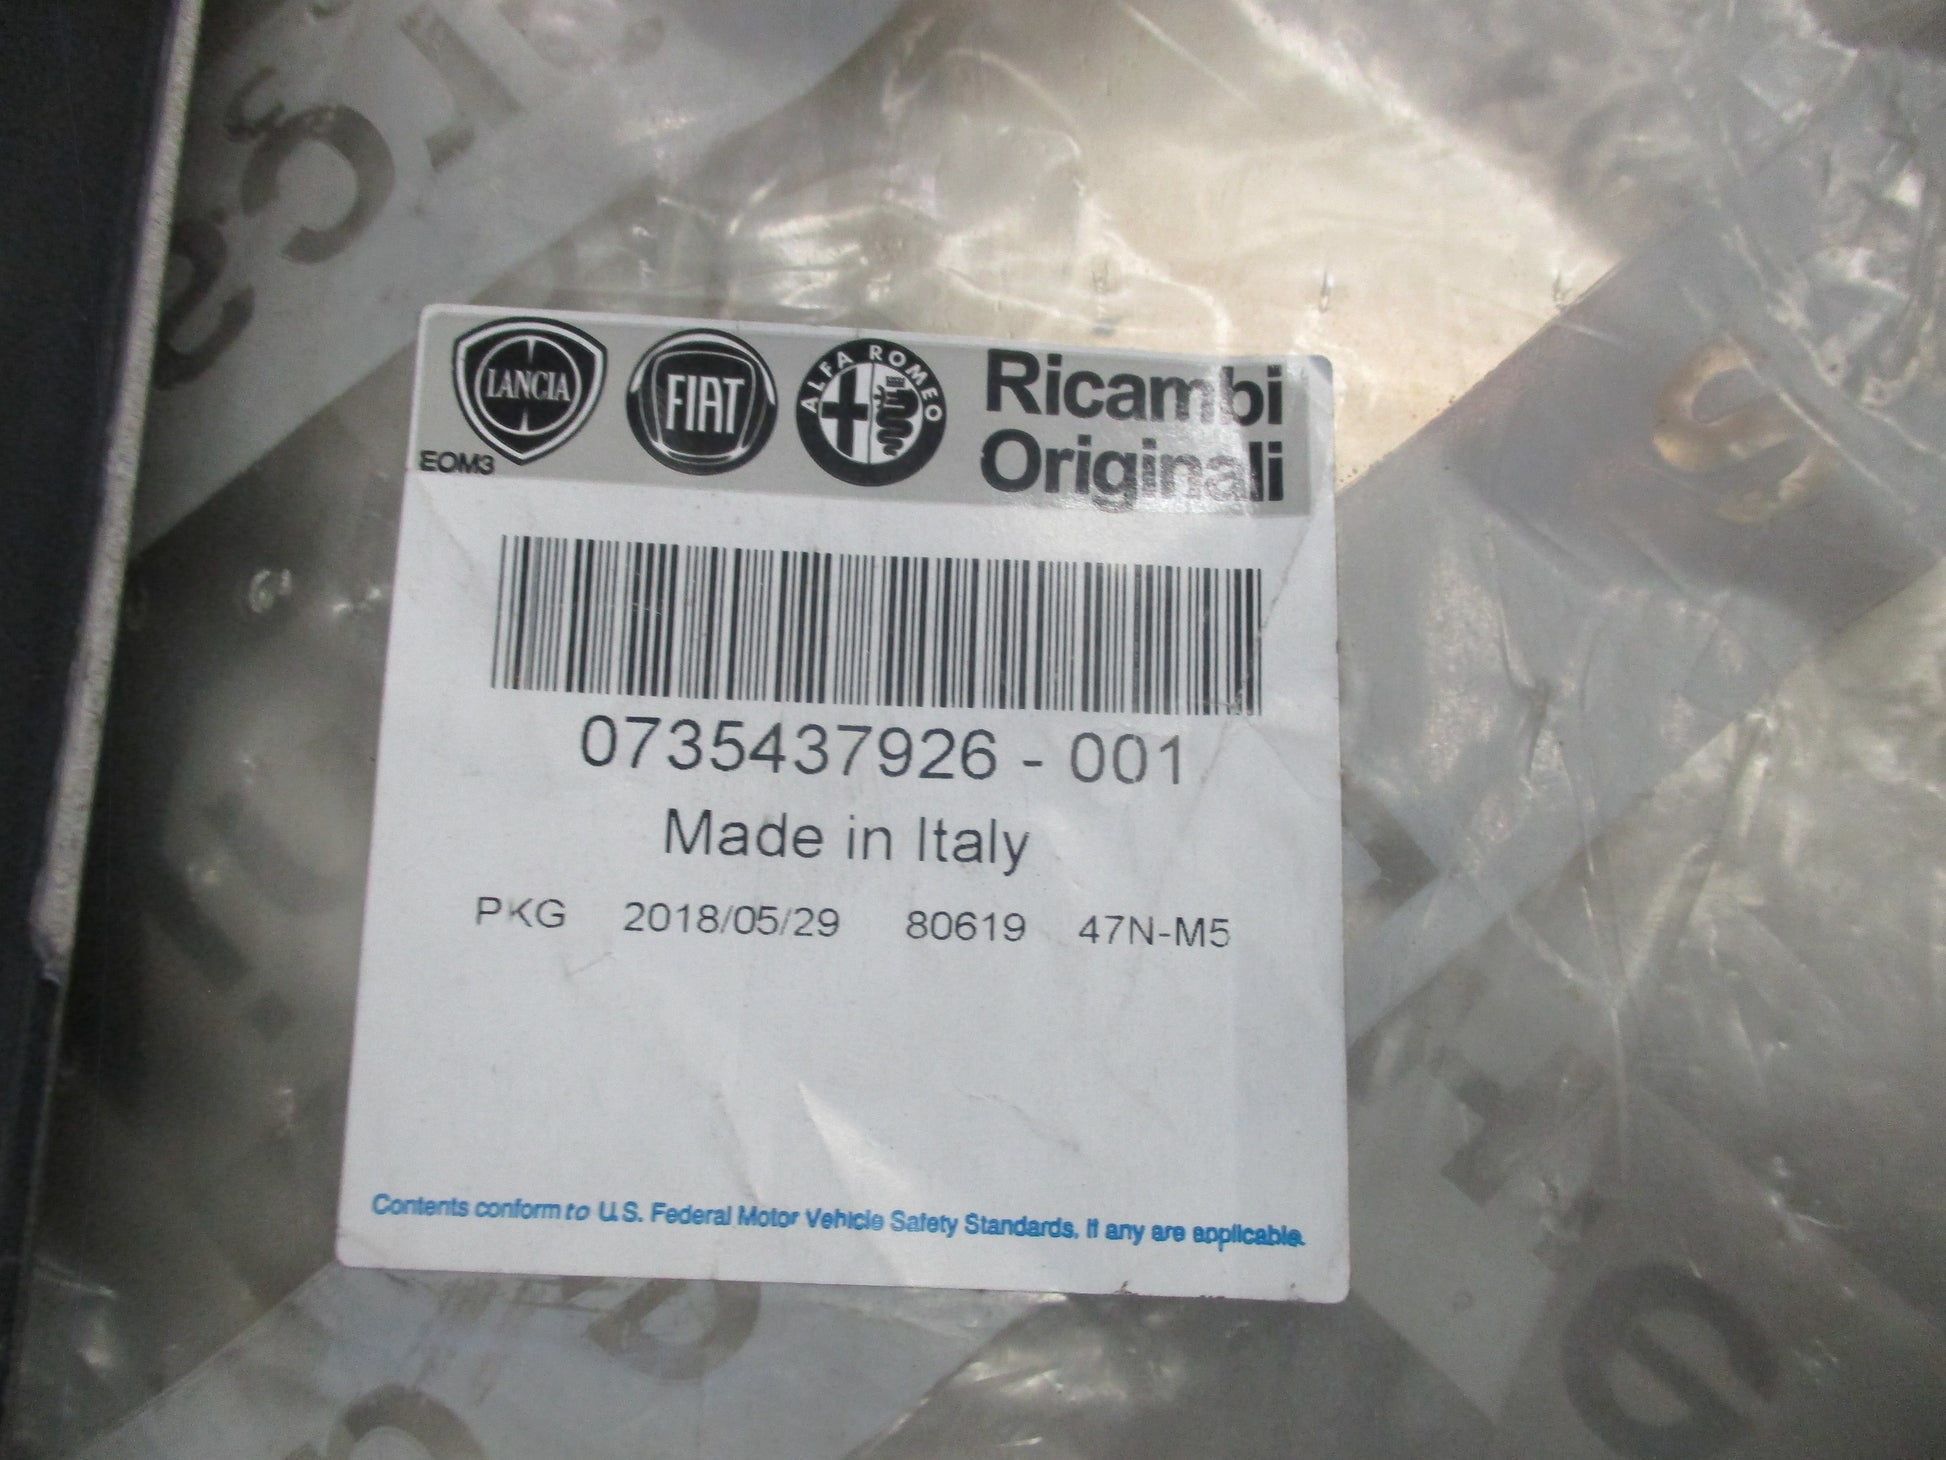 LANCIA
FIAT
ALFA ROMEO
Ricambi
Originali
EOM3
0735437926 - 001
Made in Italy
PKG 2018/05/29 80619 47N-M5
Contents conform to U.S. Federal Motor Vehicle Safety Standards, if any are applicable.